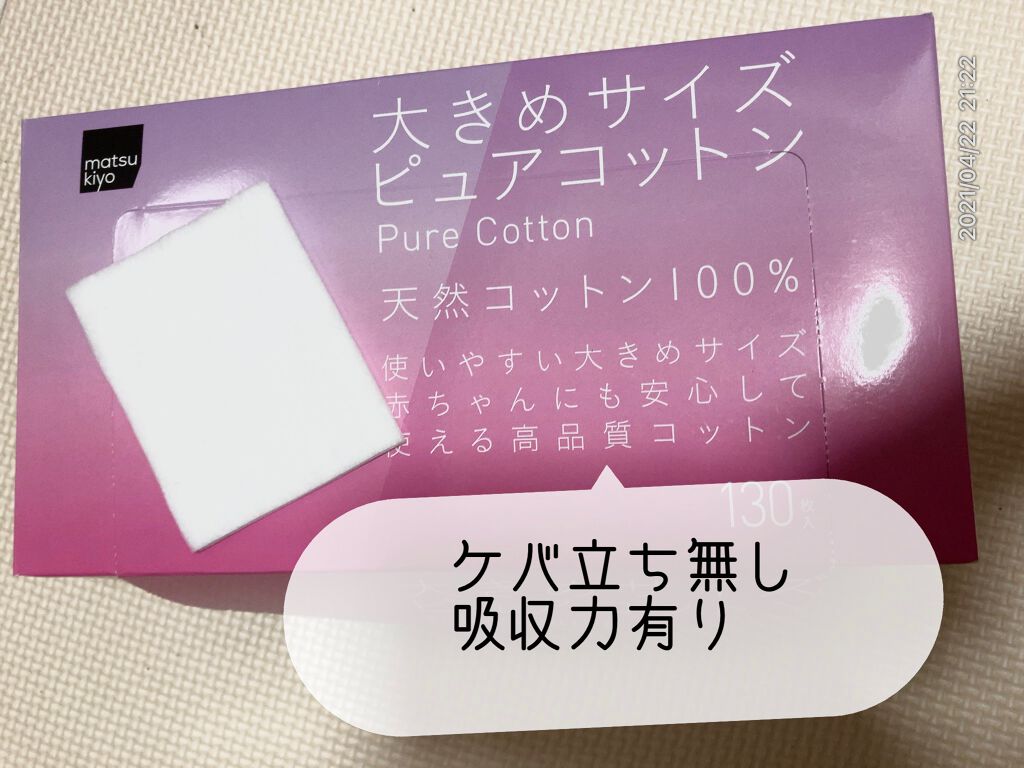 matsu
kiyo
大きめサイズ
ピュアコットン
Pure Cotton
天然コットン100%
使いやすい大きめサイズ
赤ちゃんにも安心して
使える高品質コットン
130枚入
ケバ立ち無し
吸収力有り
2021/04/22 21:22